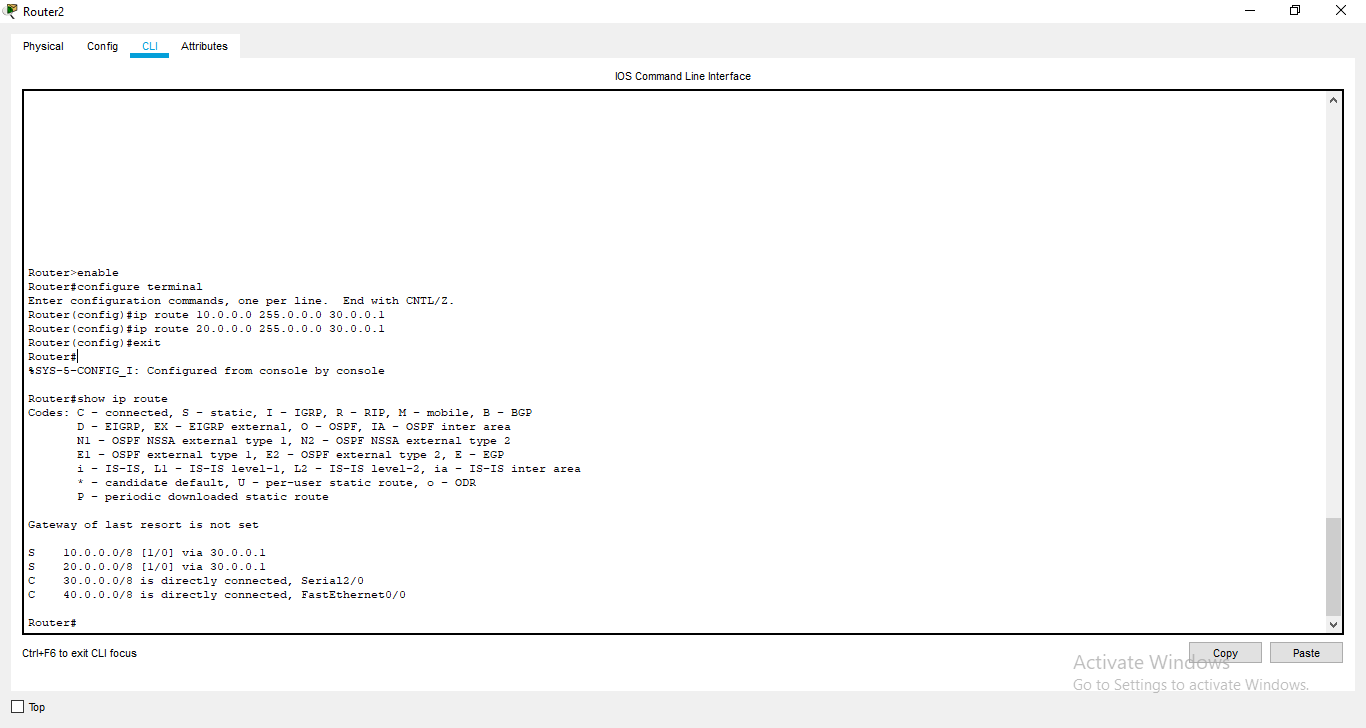 Router2
Physical Config CLI Attributes
IOS Command Line Interface
Router>enable
Router#configure terminal
Enter configuration commands, one per line.  End with CNTL/Z.
Router(config)#ip route 10.0.0.0 255.0.0.0 30.0.0.1
Router(config)#ip route 20.0.0.0 255.0.0.0 30.0.0.1
Router(config)#exit
Router#
%SYS-5-CONFIG_I: Configured from console by console
Router#show ip route
Codes: C - connected, S - static, I - IGRP, R - RIP, M - mobile, B - BGP
D - EIGRP, EX - EIGRP external, O - OSPF, IA - OSPF inter area
N1 - OSPF NSSA external type 1, N2 - OSPF NSSA external type 2
E1 - OSPF external type 1, E2 - OSPF external type 2, E - EGP
i - IS-IS, L1 - IS-IS level-1, L2 - IS-IS level-2, ia - IS-IS inter area
* - candidate default, U - per-user static route, o - ODR
P - periodic downloaded static route
Gateway of last resort is not set
S    10.0.0.0/8 [1/0] via 30.0.0.1
S    20.0.0.0/8 [1/0] via 30.0.0.1
C    30.0.0.0/8 is directly connected, Serial2/0
C    40.0.0.0/8 is directly connected, FastEthernet0/0
Router#
Ctrl+F6 to exit CLI focus
Copy Paste
Activate Windows
Go to Settings to activate Windows.
Top